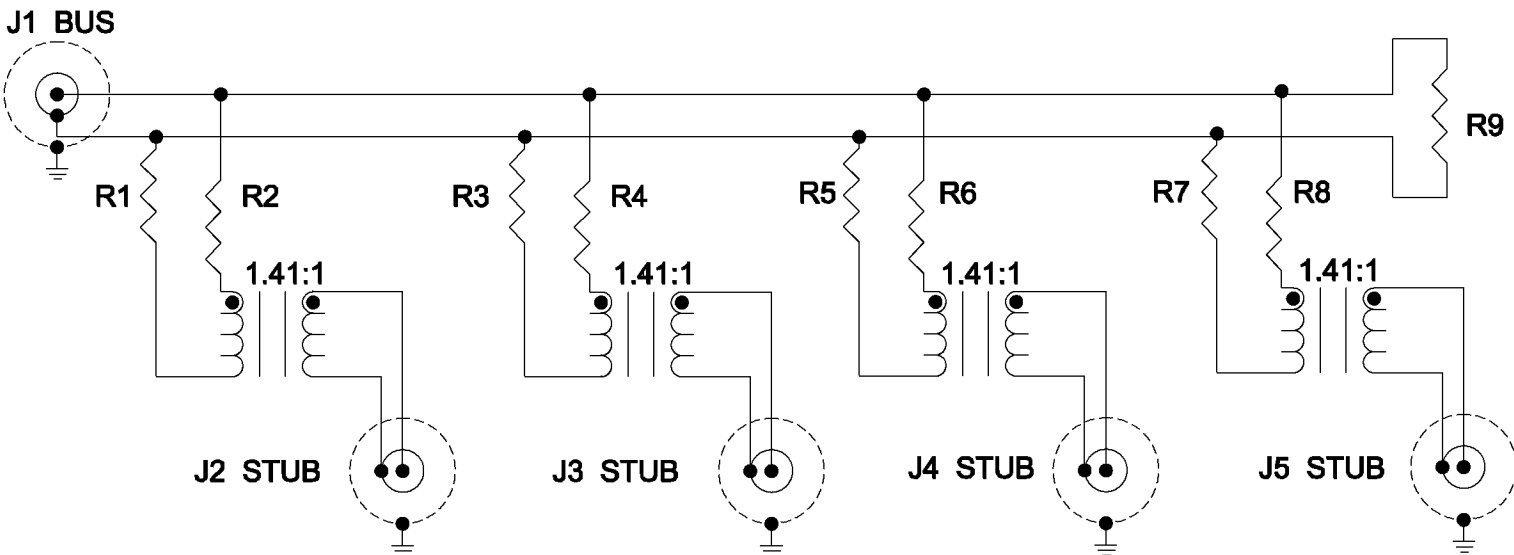 J1 BUS
R9
R1
R2
R3
R4
R5
R6
R7
R8
1.41:1
1.41:1
1.41:1
1.41:1
J2 STUB
J3 STUB
J4 STUB
J5 STUB